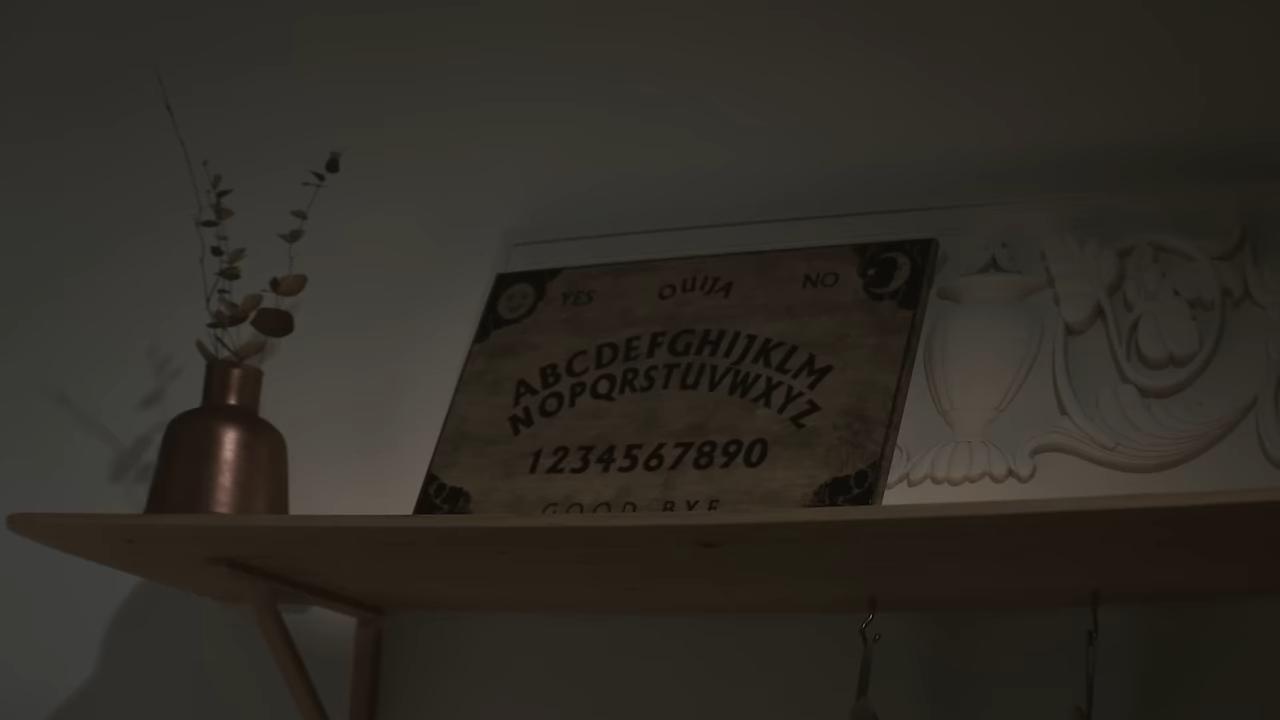 YES OUIJA NO
ABCDEFGHIJKLM
NOPQRSTUVWXYZ
1234567890
GOOD BYE